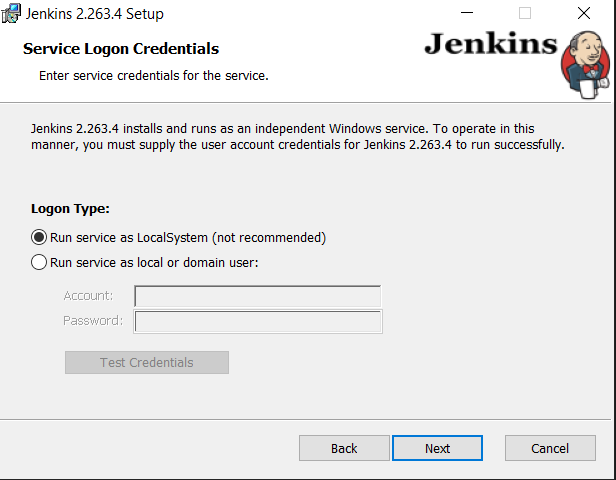 Jenkins 2.263.4 Setup
Service Logon Credentials
Jenkins
Enter service credentials for the service.
Jenkins 2.263.4 installs and runs as an independent Windows service. To operate in this
manner, you must supply the user account credentials for Jenkins 2.263.4 to run successfully.
Logon Type:
Run service as LocalSystem (not recommended)
Run service as local or domain user:
Account:
Password:
Test Credentials
Back Next Cancel